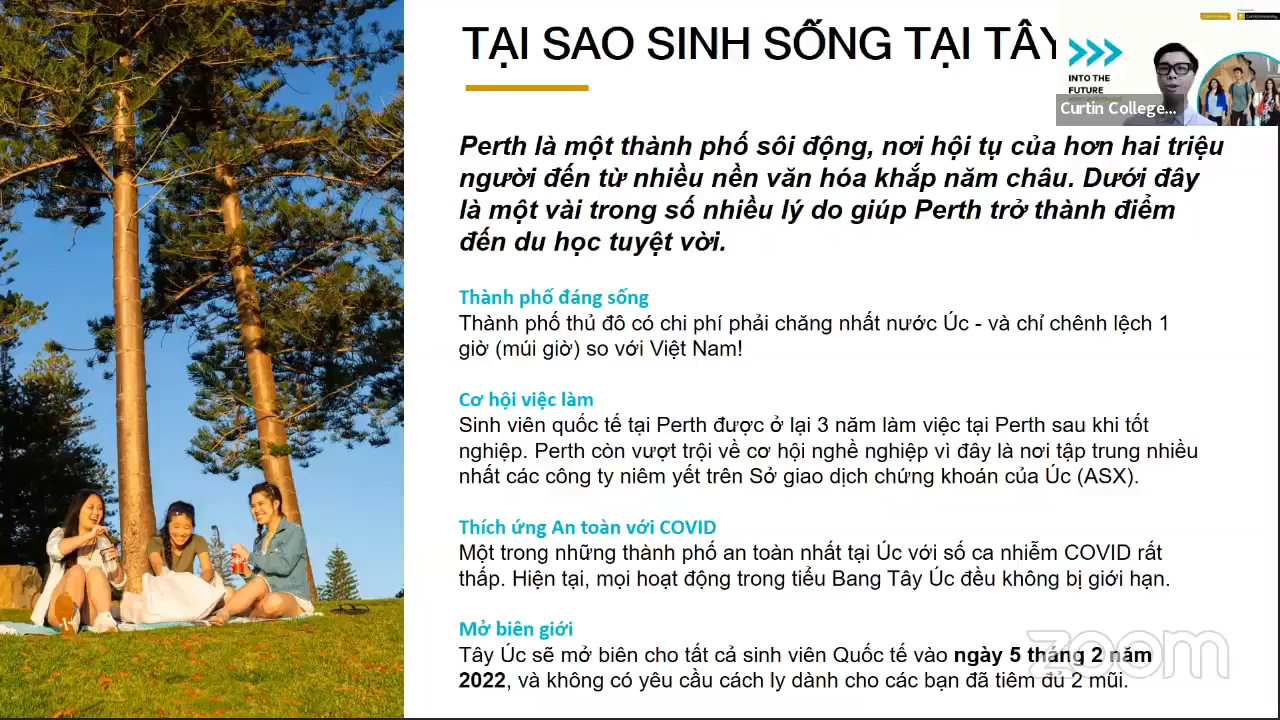 TẠI SAO SINH SỐNG TẠI TÂY
INTO THE
FUTURE
Curtin College...
Perth là một thành phố sôi động, nơi hội tụ của hơn hai triệu
người đến từ nhiều nền văn hóa khắp năm châu. Dưới đây
là một vài trong số nhiều lý do giúp Perth trở thành điểm
đến du học tuyệt vời.
Thành phố đáng sống
Thành phố thủ đô có chi phí phải chăng nhất nước Úc - và chỉ chênh lệch 1
giờ (múi giờ) so với Việt Nam!
Cơ hội việc làm
Sinh viên quốc tế tại Perth được ở lại 3 năm làm việc tại Perth sau khi tốt
nghiệp. Perth còn vượt trội về cơ hội nghề nghiệp vì đây là nơi tập trung nhiều
nhất các công ty niêm yết trên Sở giao dịch chứng khoán của Úc (ASX).
Thích ứng An toàn với COVID
Một trong những thành phố an toàn nhất tại Úc với số ca nhiễm COVID rất
thấp. Hiện tại, mọi hoạt động trong tiểu Bang Tây Úc đều không bị giới hạn.
Mở biên giới
Tây Úc sẽ mở biên cho tất cả sinh viên Quốc tế vào ngày 5 tháng 2 năm
2022, và không có yêu cầu cách ly dành cho các bạn đã tiêm đủ 2 mũi.
zoom